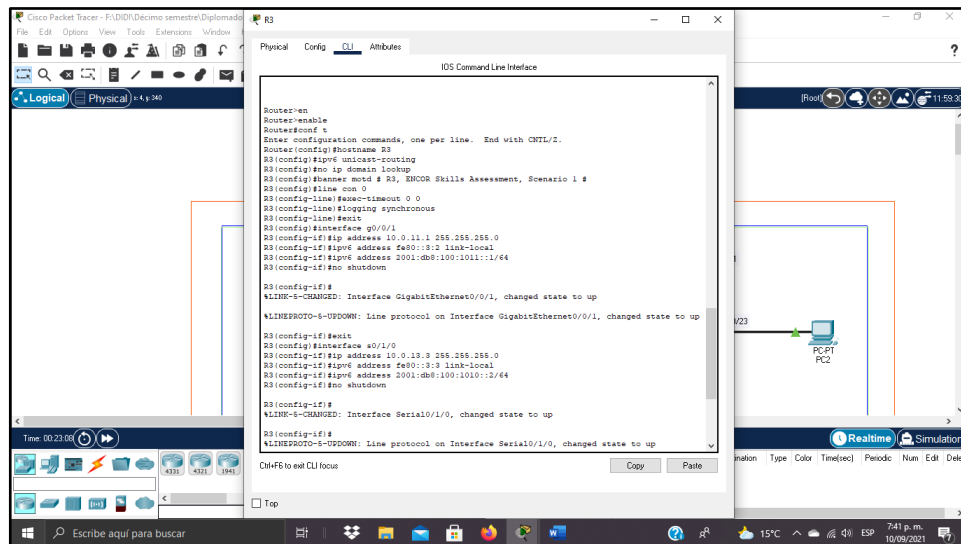 Cisco Packet Tracer - F:\DIDI\Décimo semestre\Diplomado
File Edit Options View Tools Extensions Window
Logical
Physical
x: 4, y: 340
[Root]
11:59:30
R3
Physical Config CLI Attributes
IOS Command Line Interface
Router>en
Router>enable
Router#conf t
Enter configuration commands, one per line. End with CNTL/Z.
Router(config)#hostname R3
R3(config)#ipv6 unicast-routing
R3(config)#no ip domain lookup
R3(config)#banner motd # R3, ENCOR Skills Assessment, Scenario 1 #
R3(config)#line con 0
R3(config-line)#exec-timeout 0 0
R3(config-line)#logging synchronous
R3(config-line)#exit
R3(config)#interface g0/0/1
R3(config-if)#ip address 10.0.11.1 255.255.255.0
R3(config-if)#ipv6 address fe80::3:2 link-local
R3(config-if)#ipv6 address 2001:db8:100:1011::1/64
R3(config-if)#no shutdown
R3(config-if)#
%LINK-5-CHANGED: Interface GigabitEthernet0/0/1, changed state to up
%LINEPROTO-5-UPDOWN: Line protocol on Interface GigabitEthernet0/0/1, changed state to up
R3(config-if)#exit
R3(config)#interface s0/1/0
R3(config-if)#ip address 10.0.13.3 255.255.255.0
R3(config-if)#ipv6 address fe80::3:3 link-local
R3(config-if)#ipv6 address 2001:db8:100:1010::2/64
R3(config-if)#no shutdown
R3(config-if)#
%LINK-5-CHANGED: Interface Serial0/1/0, changed state to up
R3(config-if)#
%LINEPROTO-5-UPDOWN: Line protocol on Interface Serial0/1/0, changed state to up
Ctrl+F6 to exit CLI focus
Copy Paste
Top
/23
PC-PT
PC2
Time: 00:23:08
Realtime
Simulation
4331 4321 1941
Type Color Time(sec) Periodic Num Edit Dele
Escribe aquí para buscar
15°C
ESP
7:41 p. m.
10/09/2021